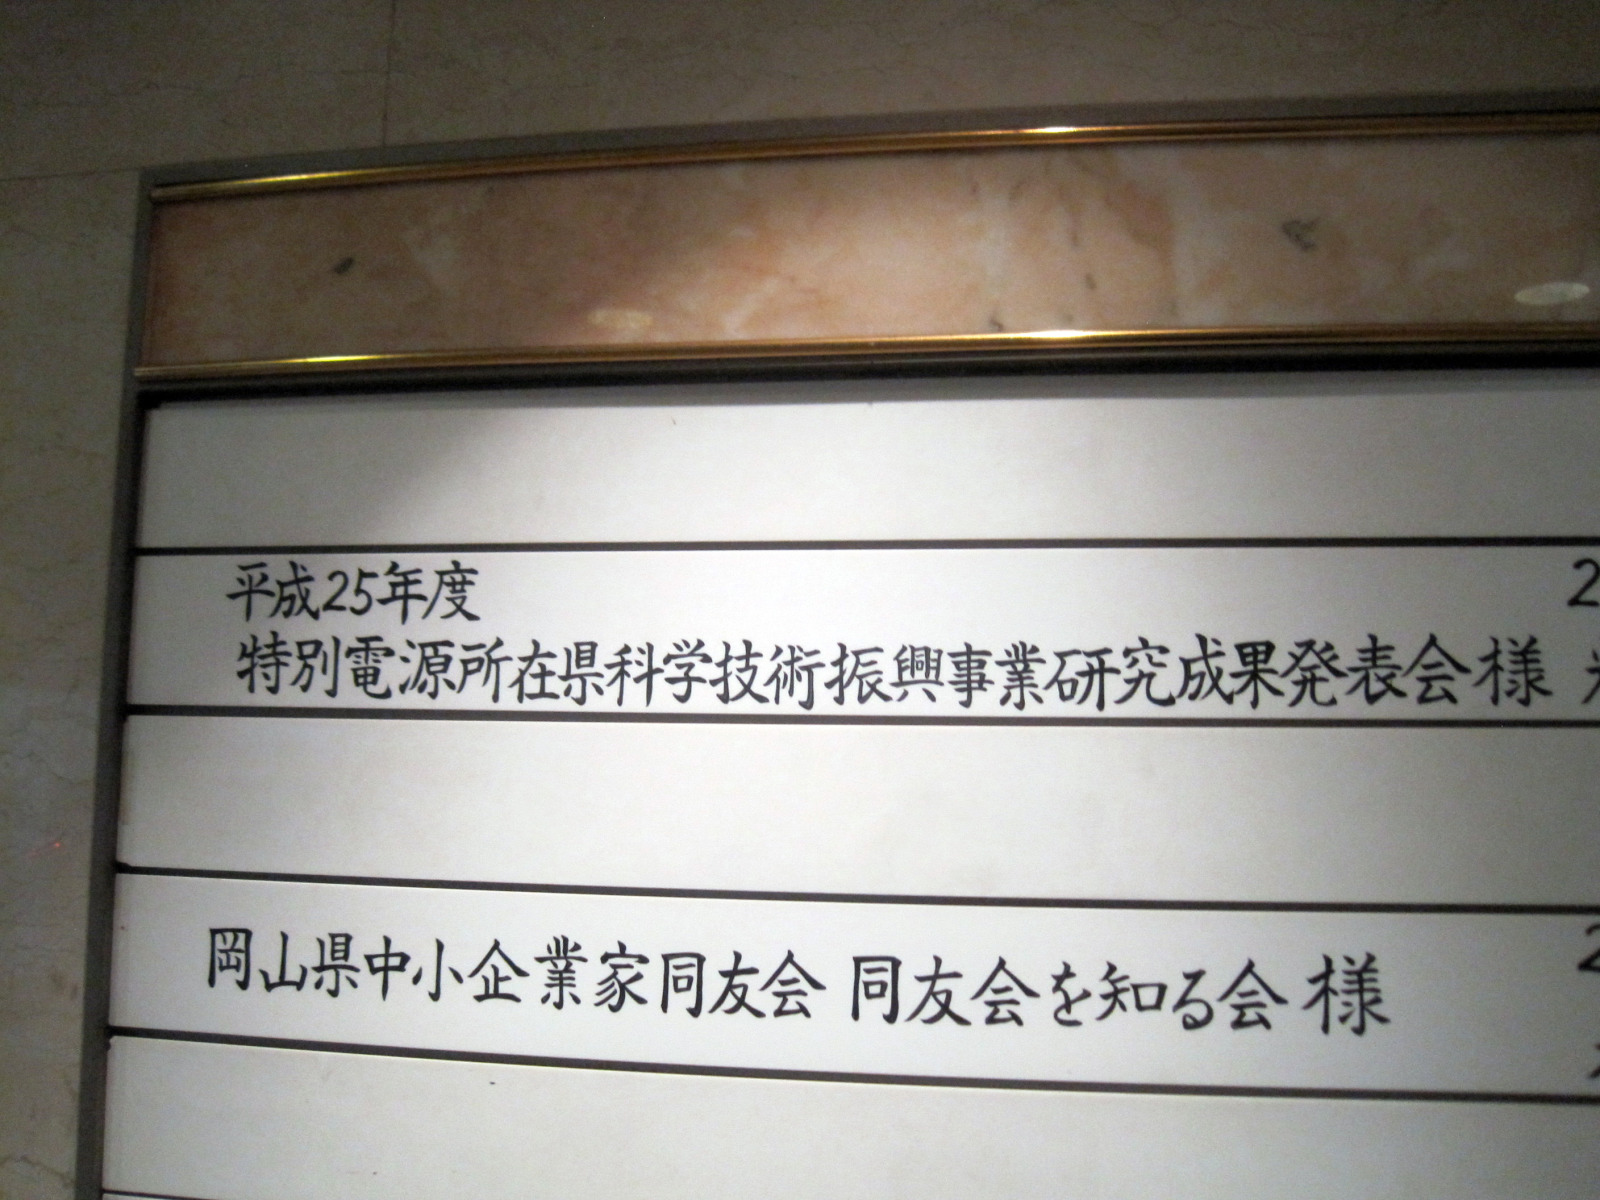 平成25年度
特別電源所在県科学技術振興事業研究成果発表会様
2
岡山県中小企業家同友会 同友会を知る会 様
2